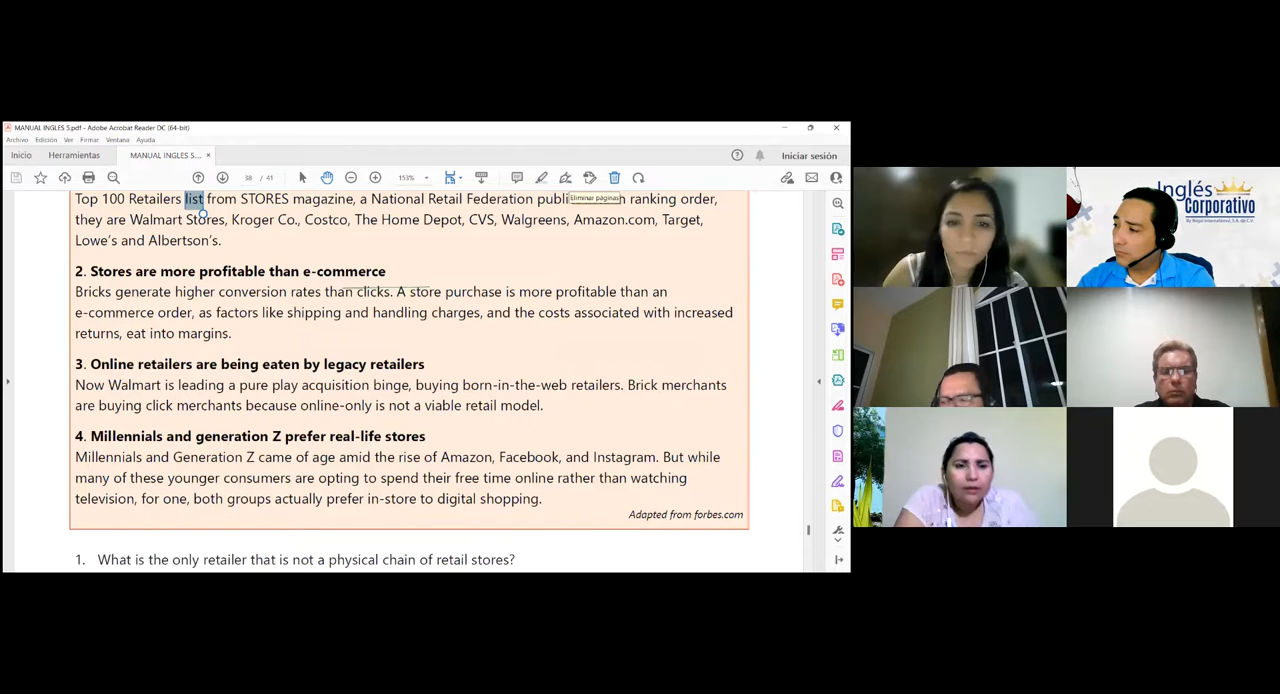 MANUAL INGLES 5.pdf - Adobe Acrobat Reader DC (64-bit)
Archivo Edición Ver Fomar Ventana Ayuda
Inicio Herramientas MANUAL INGLES 5... × Iniciar sesión
38 / 41 153%
Top 100 Retailers list from STORES magazine, a National Retail Federation publi Eliminar páginas n ranking order,
they are Walmart Stores, Kroger Co., Costco, The Home Depot, CVS, Walgreens, Amazon.com, Target,
Lowe's and Albertson's.
2. Stores are more profitable than e-commerce
Bricks generate higher conversion rates than clicks. A store purchase is more profitable than an
e-commerce order, as factors like shipping and handling charges, and the costs associated with increased
returns, eat into margins.
3. Online retailers are being eaten by legacy retailers
Now Walmart is leading a pure play acquisition binge, buying born-in-the-web retailers. Brick merchants
are buying click merchants because online-only is not a viable retail model.
4. Millennials and generation Z prefer real-life stores
Millennials and Generation Z came of age amid the rise of Amazon, Facebook, and Instagram. But while
many of these younger consumers are opting to spend their free time online rather than watching
television, for one, both groups actually prefer in-store to digital shopping.
Adapted from forbes.com
1. What is the only retailer that is not a physical chain of retail stores?
Inglés
Corporativo